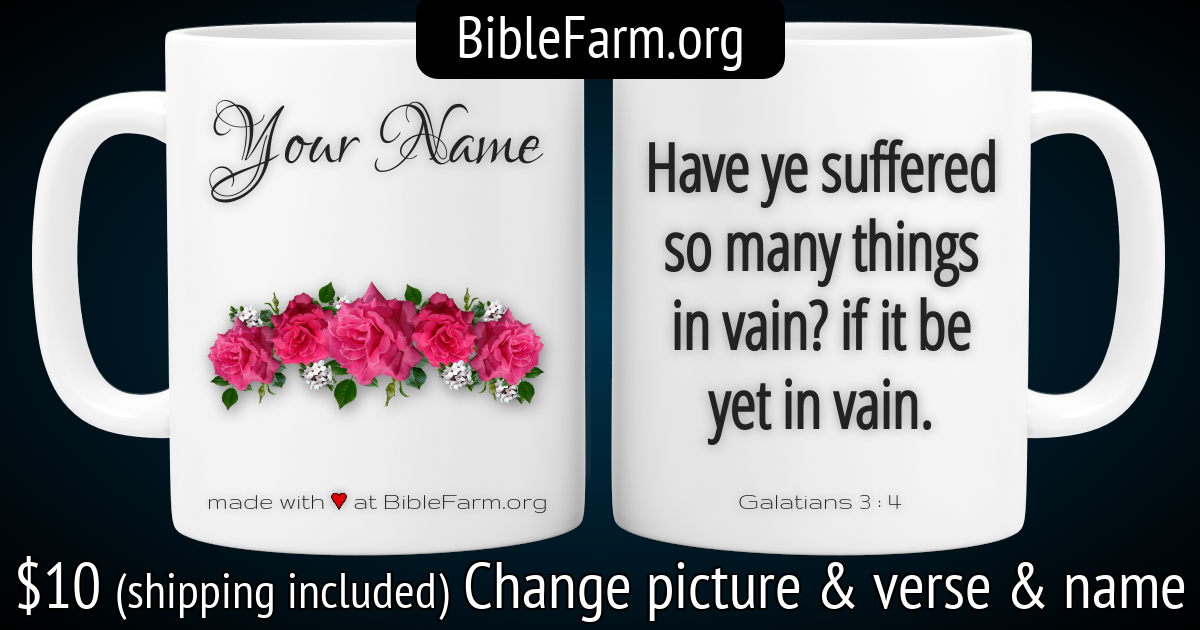 BibleFarm.org
Your Name
made with ♥ at BibleFarm.org
Have ye suffered
so many things
in vain? if it be
yet in vain.
Galatians 3 : 4
$10 (shipping included) Change picture & verse & name